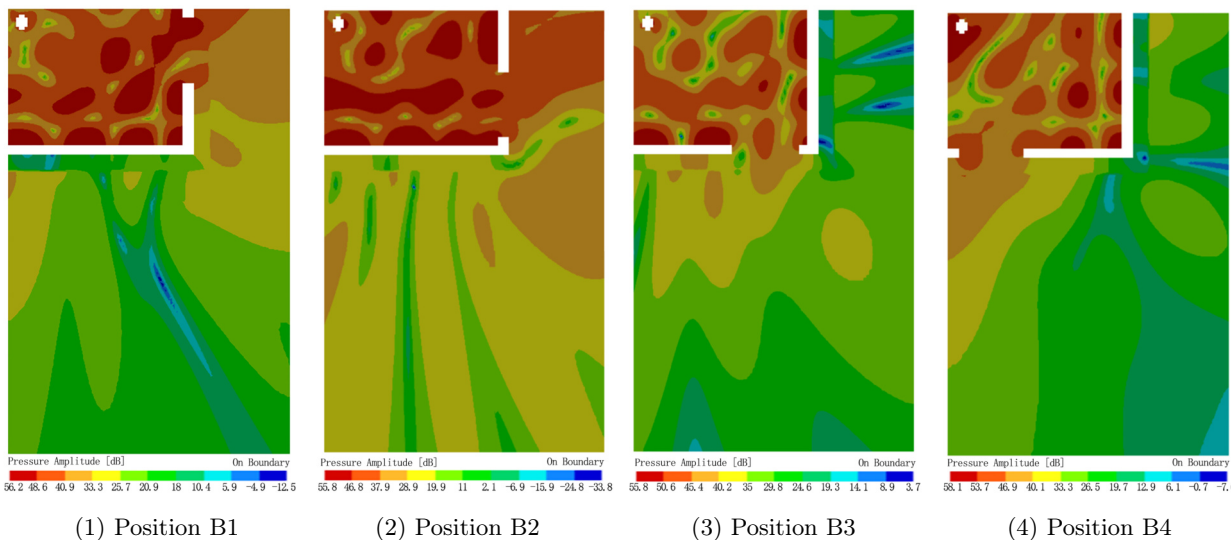 Pressure Amplitude [dB] On Boundary
56.2 48.6 40.9 33.3 25.7 20.9 18 10.4 5.9 -4.9 -12.5
(1) Position B1
Pressure Amplitude [dB] On Boundary
55.8 46.8 37.9 28.9 19.9 11 2.1 -6.9 -15.9 -24.8 -33.8
(2) Position B2
Pressure Amplitude [dB] On Boundary
55.8 50.6 45.4 40.2 35 29.8 24.6 19.3 14.1 8.9 3.7
(3) Position B3
Pressure Amplitude [dB] On Boundary
58.1 53.7 46.9 40.1 33.3 26.5 19.7 12.9 6.1 -0.7 -7.
(4) Position B4